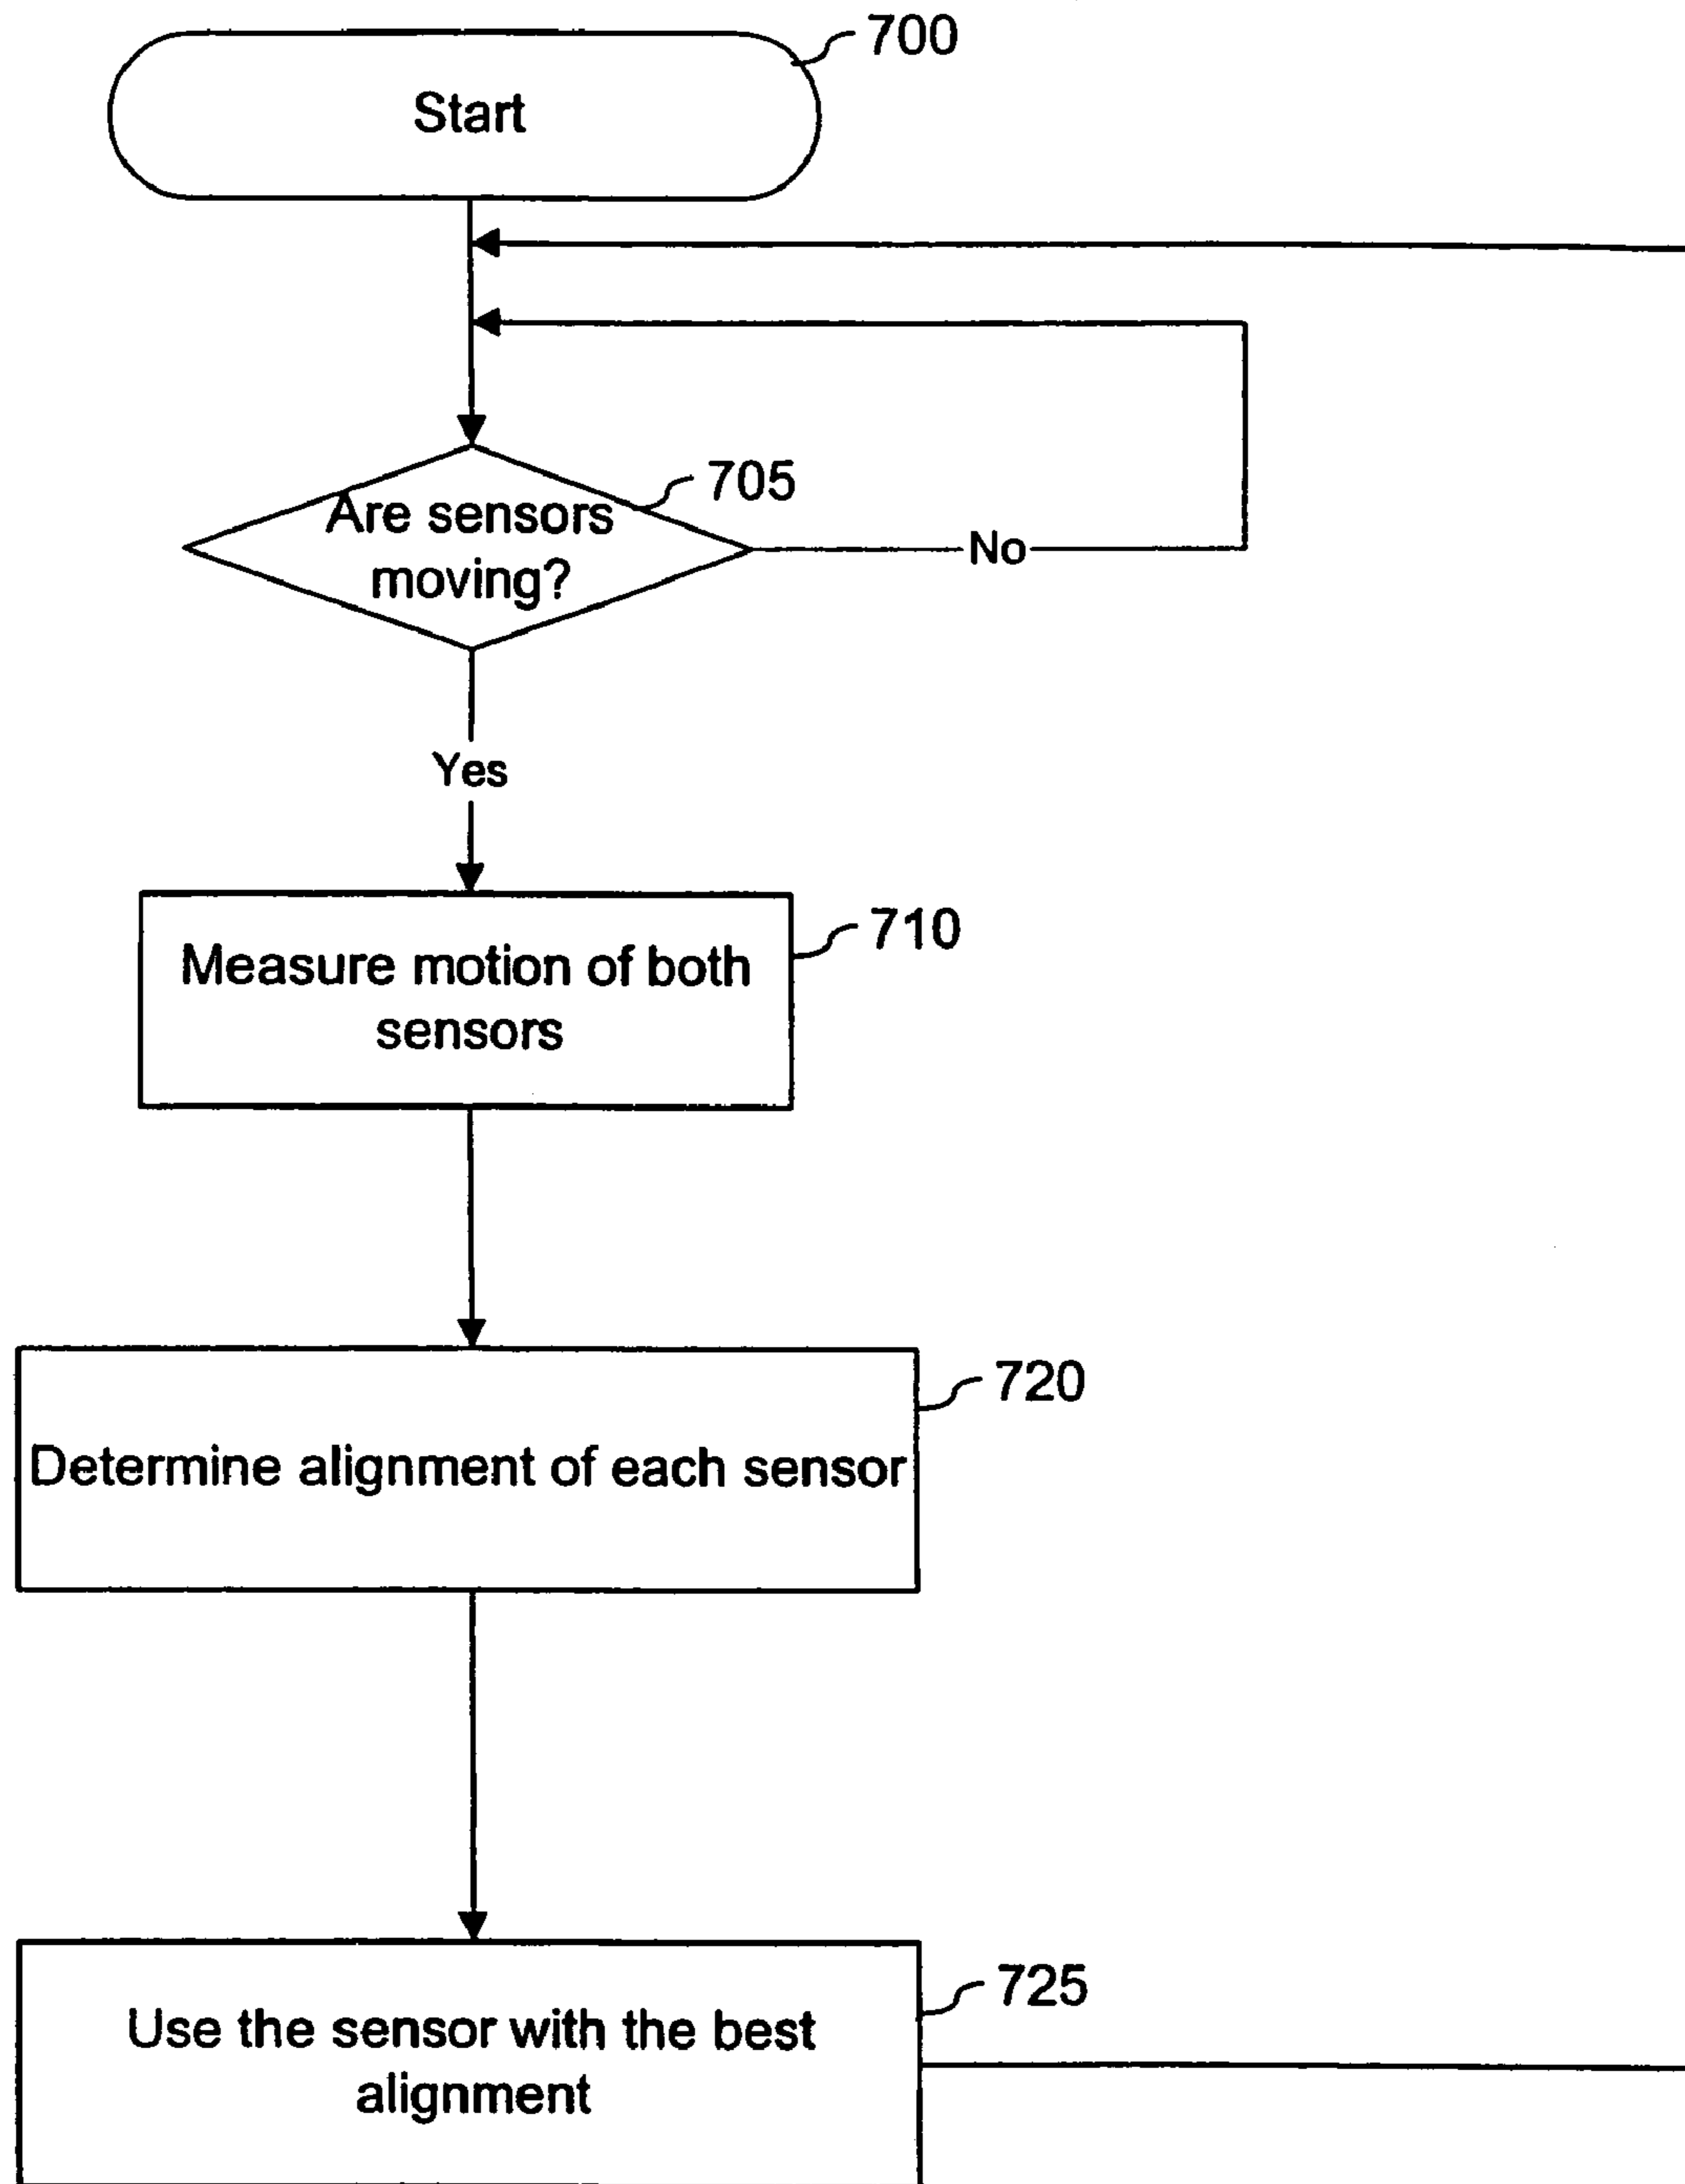 700
Start
705
Are sensors
moving?
No
Yes
710
Measure motion of both
sensors
720
Determine alignment of each sensor
725
Use the sensor with the best
alignment